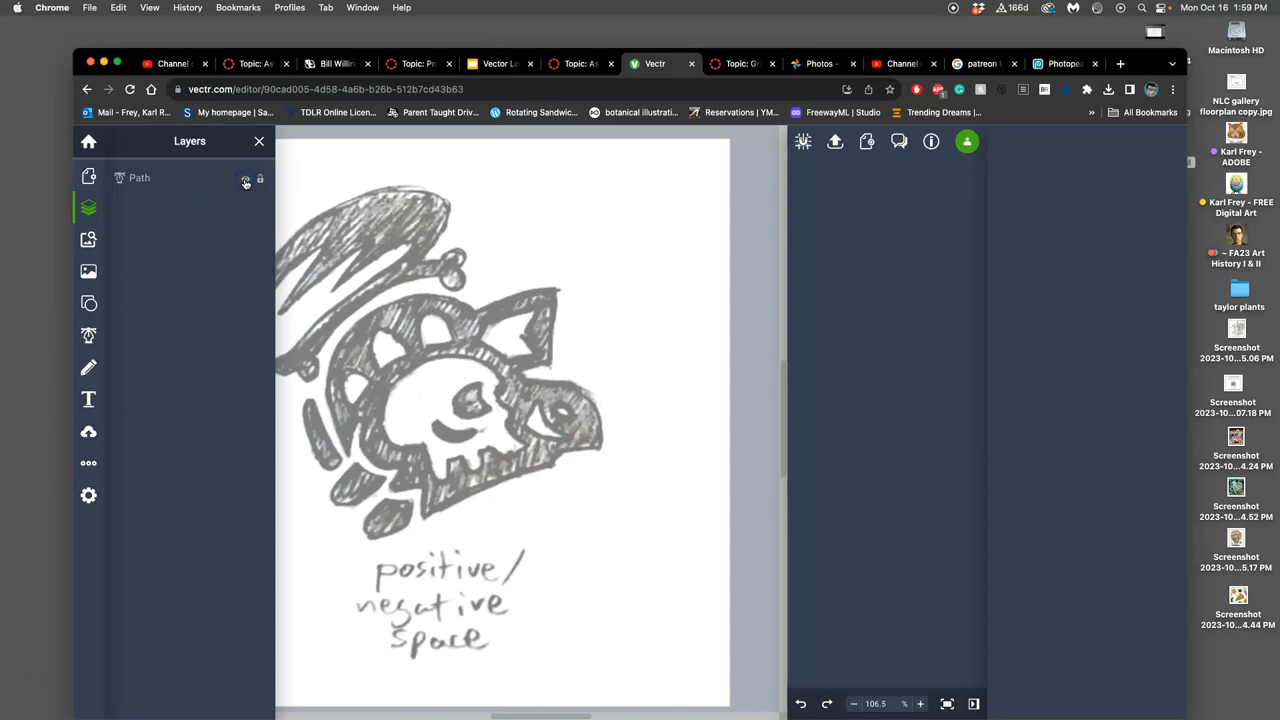 Chrome File Edit View History Bookmarks Profiles Tab Window Help 166d Mon Oct 16 1:59 PM
Channel c Topic: As Bill Willing Topic: Pr Vector Lo Topic: As Vectr Topic: Gr Photos - Channel c patreon l Photopea
vectr.com/editor/90cad005-4d58-4a6b-b26b-512b7cd43b63
Mail – Frey, Karl R... My homepage | Sa... TDLR Online Licen... Parent Taught Driv... Rotating Sandwic... botanical illustrati... Reservations | YM... FreewayML | Studio Trending Dreams |... » All Bookmarks
Layers
Path
positive/
negative
space
106.5 %
Macintosh HD
NLC gallery
floorplan copy.jpg
Karl Frey -
ADOBE
Karl Frey - FREE
Digital Art
~ FA23 Art
History I & II
taylor plants
Screenshot
2023-10...5.06 PM
Screenshot
2023-10...07.18 PM
Screenshot
2023-10...4.24 PM
Screenshot
2023-10...4.52 PM
Screenshot
2023-10...5.17 PM
Screenshot
2023-10...4.44 PM